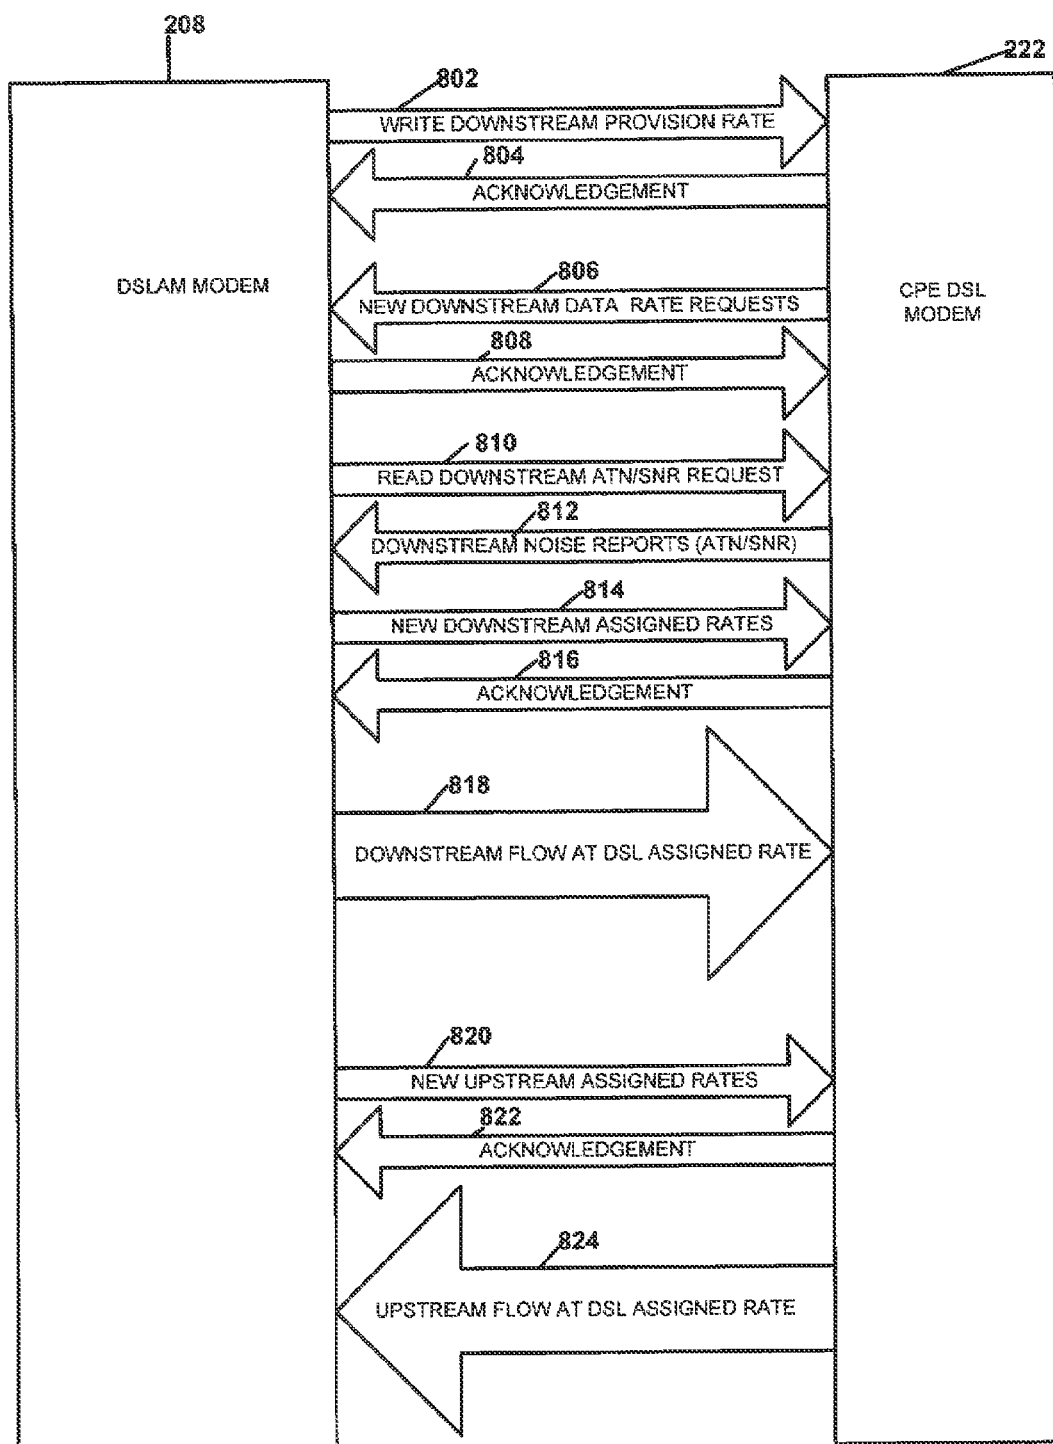 208
222
802
WRITE DOWNSTREAM PROVISION RATE
804
ACKNOWLEDGEMENT
DSLAM MODEM
806
NEW DOWNSTREAM DATA RATE REQUESTS
CPE DSL
MODEM
808
ACKNOWLEDGEMENT
810
READ DOWNSTREAM ATN/SNR REQUEST
812
DOWNSTREAM NOISE REPORTS (ATN/SNR)
814
NEW DOWNSTREAM ASSIGNED RATES
816
ACKNOWLEDGEMENT
818
DOWNSTREAM FLOW AT DSL ASSIGNED RATE
820
NEW UPSTREAM ASSIGNED RATES
822
ACKNOWLEDGEMENT
824
UPSTREAM FLOW AT DSL ASSIGNED RATE